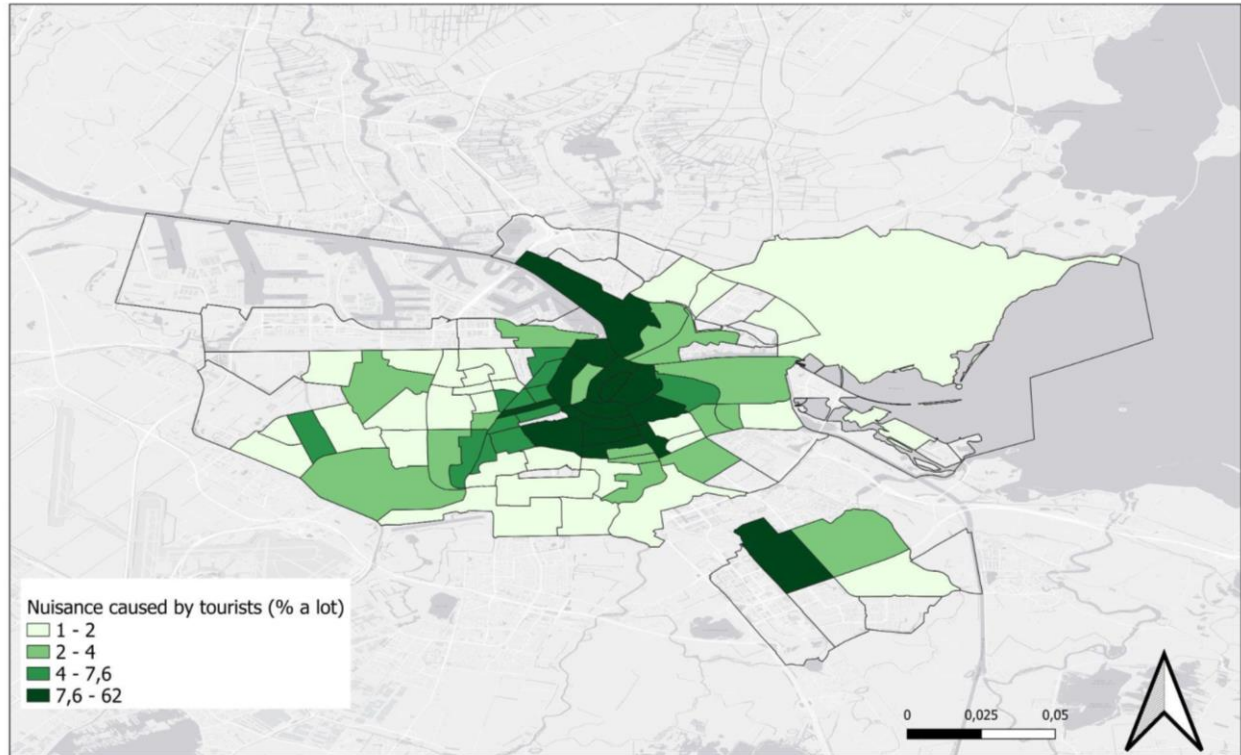 Nuisance caused by tourists (% a lot)
1 - 2
2 - 4
4 - 7,6
7,6 - 62
0 0,025 0,05